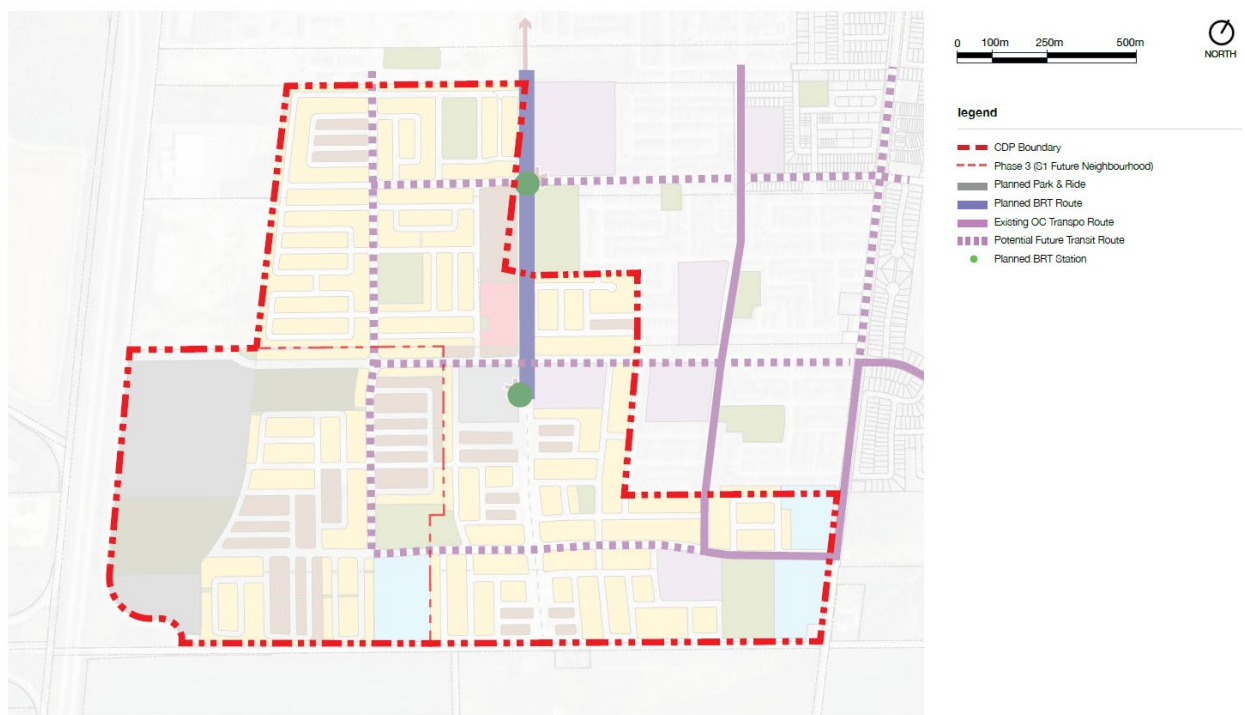 0 100m 250m 500m
NORTH
legend
CDP Boundary
Phase 3 (S1 Future Neighbourhood)
Planned Park & Ride
Planned BRT Route
Existing OC Transpo Route
Potential Future Transit Route
Planned BRT Station